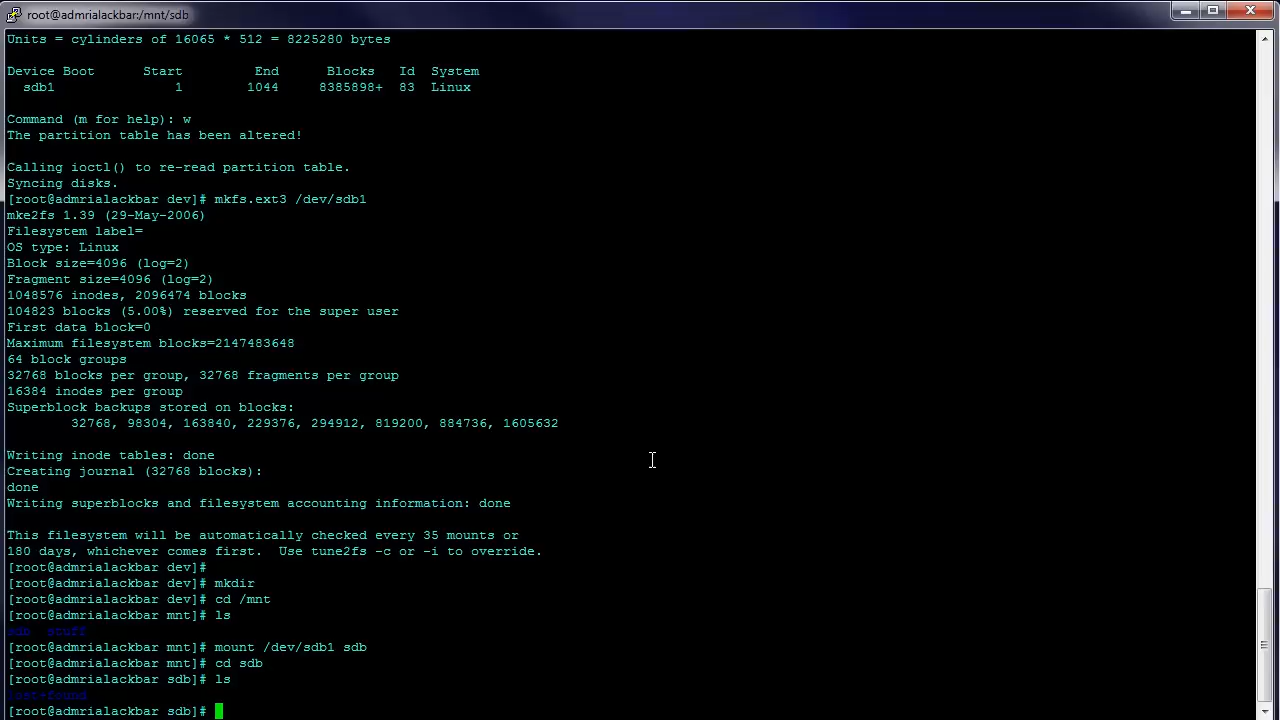 root@admrialackbar:/mnt/sdb
Units = cylinders of 16065 * 512 = 8225280 bytes
Device Boot      Start         End      Blocks   Id  System
  sdb1               1        1044     8385898+  83  Linux
Command (m for help): w
The partition table has been altered!
Calling ioctl() to re-read partition table.
Syncing disks.
[root@admrialackbar dev]# mkfs.ext3 /dev/sdb1
mke2fs 1.39 (29-May-2006)
Filesystem label=
OS type: Linux
Block size=4096 (log=2)
Fragment size=4096 (log=2)
1048576 inodes, 2096474 blocks
104823 blocks (5.00%) reserved for the super user
First data block=0
Maximum filesystem blocks=2147483648
64 block groups
32768 blocks per group, 32768 fragments per group
16384 inodes per group
Superblock backups stored on blocks:
        32768, 98304, 163840, 229376, 294912, 819200, 884736, 1605632
Writing inode tables: done
Creating journal (32768 blocks):
done
Writing superblocks and filesystem accounting information: done
This filesystem will be automatically checked every 35 mounts or
180 days, whichever comes first.  Use tune2fs -c or -i to override.
[root@admrialackbar dev]#
[root@admrialackbar dev]# mkdir
[root@admrialackbar dev]# cd /mnt
[root@admrialackbar mnt]# ls
sdb  stuff
[root@admrialackbar mnt]# mount /dev/sdb1 sdb
[root@admrialackbar mnt]# cd sdb
[root@admrialackbar sdb]# ls
lost+found
[root@admrialackbar sdb]#